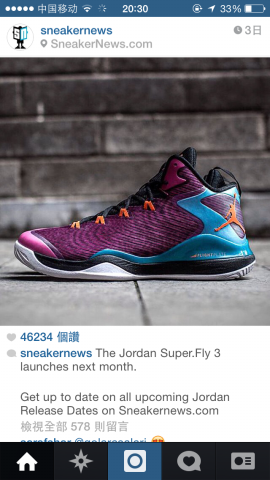 中国移动 20:30 33%
sneakernews 3日
SneakerNews.com
46234 個讚
sneakernews The Jordan Super.Fly 3
launches next month.
Get up to date on all upcoming Jordan
Release Dates on Sneakernews.com
檢視全部 578 則留言